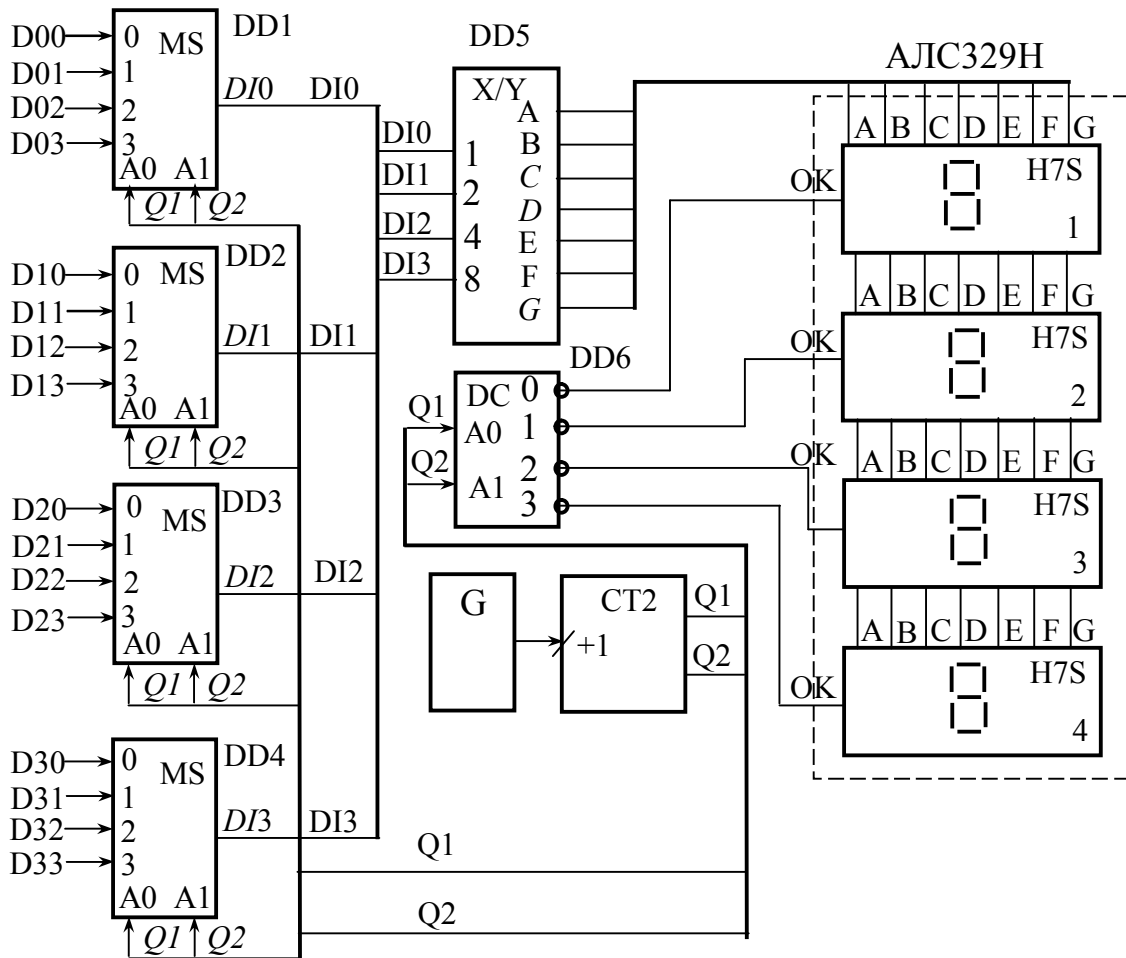 D00
D01
D02
D03
0
1
2
3
MS
A0 A1
DD1
DI0
DI0
Q1 Q2
D10
D11
D12
D13
0
1
2
3
MS
A0 A1
DD2
DI1
DI1
Q1 Q2
D20
D21
D22
D23
0
1
2
3
MS
A0 A1
DD3
DI2
DI2
Q1 Q2
D30
D31
D32
D33
0
1
2
3
MS
A0 A1
DD4
DI3
DI3
Q1 Q2
DD5
X/Y
DI0
DI1
DI2
DI3
1
2
4
8
A
B
C
D
E
F
G
DD6
DC
Q1
Q2
A0
A1
0
1
2
3
G
CT2
+1
Q1
Q2
Q1
Q2
АЛС329Н
A B C D E F G
ОК
H7S
1
A B C D E F G
ОК
H7S
2
A B C D E F G
ОК
H7S
3
A B C D E F G
ОК
H7S
4